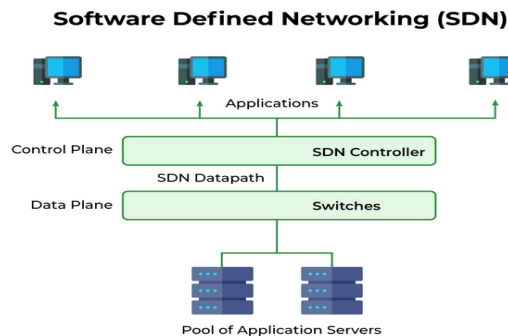 Software Defined Networking (SDN)
Applications
Control Plane
SDN Controller
SDN Datapath
Data Plane
Switches
Pool of Application Servers